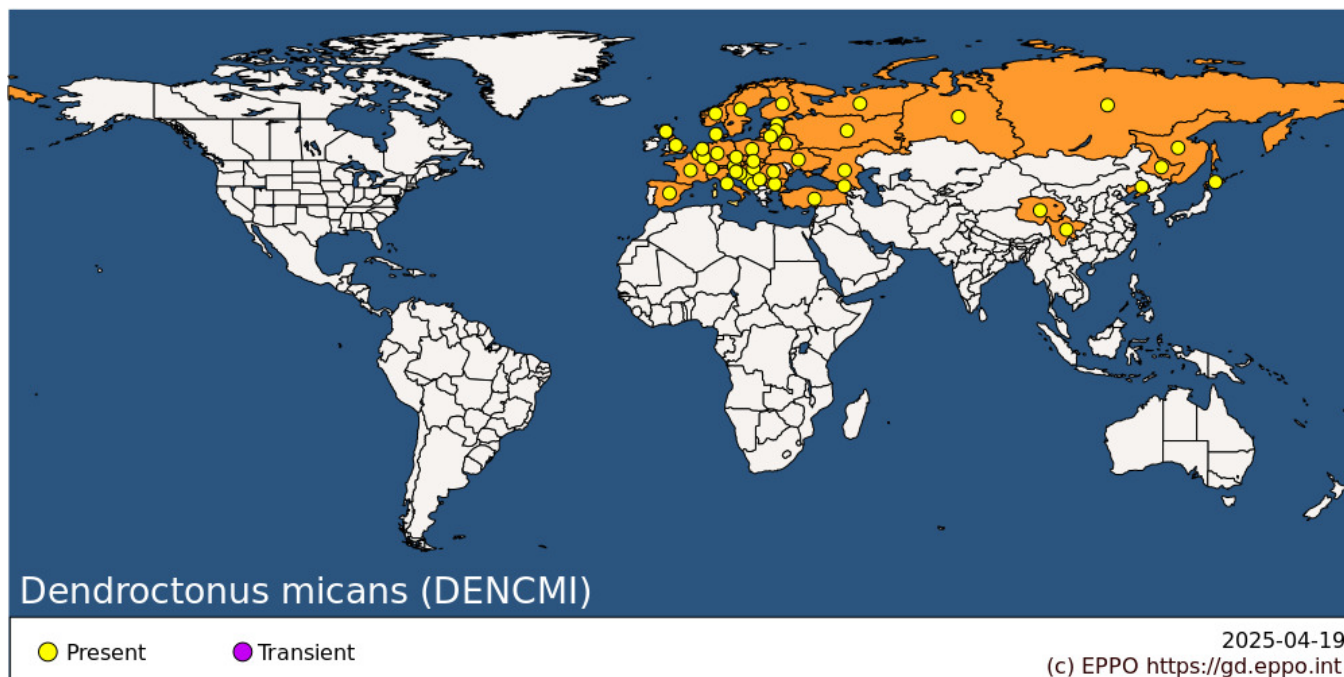 Dendroctonus micans (DENCMI)
Present
Transient
2025-04-19
(c) EPPO https://gd.eppo.int